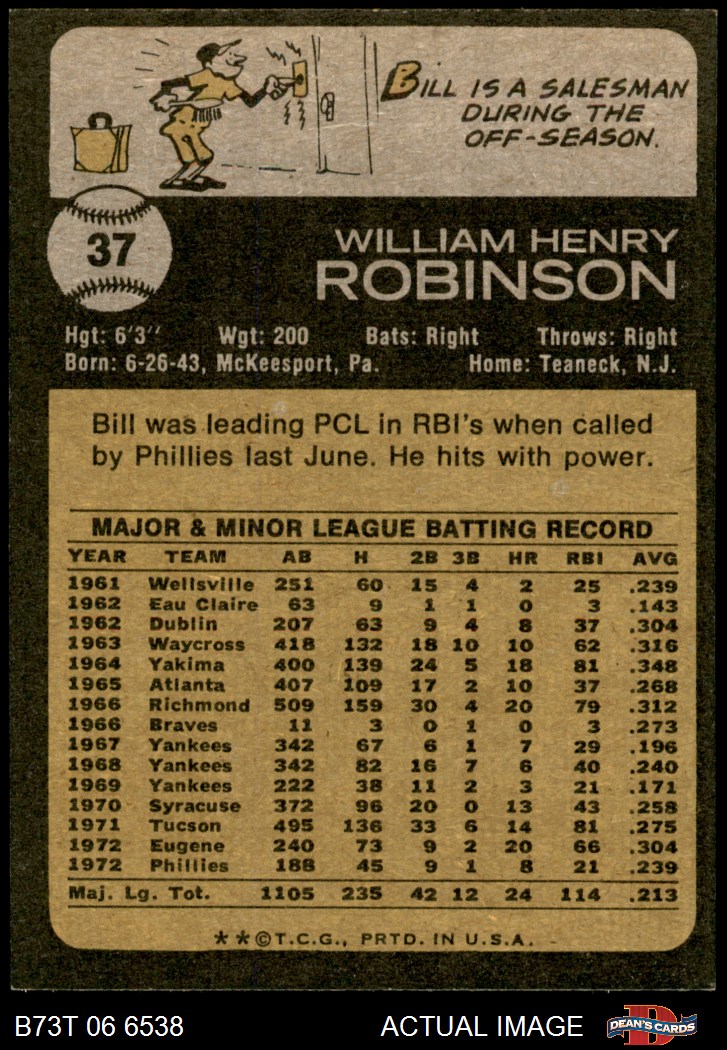 BILL IS A SALESMAN
DURING THE
OFF-SEASON.
37
WILLIAM HENRY
ROBINSON
Hgt: 6'3" Wgt: 200 Bats: Right Throws: Right
Born: 6-26-43, McKeesport, Pa. Home: Teaneck, N.J.
Bill was leading PCL in RBI's when called
by Phillies last June. He hits with power.
MAJOR & MINOR LEAGUE BATTING RECORD
YEAR TEAM AB H 2B 3B HR RBI AVG
1961 Wellsville 251 60 15 4 2 25 .239
1962 Eau Claire 63 9 1 1 0 3 .143
1962 Dublin 207 63 9 4 8 37 .304
1963 Waycross 418 132 18 10 10 62 .316
1964 Yakima 400 139 24 5 18 81 .348
1965 Atlanta 407 109 17 2 10 37 .268
1966 Richmond 509 159 30 4 20 79 .312
1966 Braves 11 3 0 1 0 3 .273
1967 Yankees 342 67 6 1 7 29 .196
1968 Yankees 342 82 16 7 6 40 .240
1969 Yankees 222 38 11 2 3 21 .171
1970 Syracuse 372 96 20 0 13 43 .258
1971 Tucson 495 136 33 6 14 81 .275
1972 Eugene 240 73 9 2 20 66 .304
1972 Phillies 188 45 9 1 8 21 .239
Maj. Lg. Tot. 1105 235 42 12 24 114 .213
**©T.C.G., PRTD. IN U.S.A.
B73T 06 6538 ACTUAL IMAGE DEAN'S CARDS